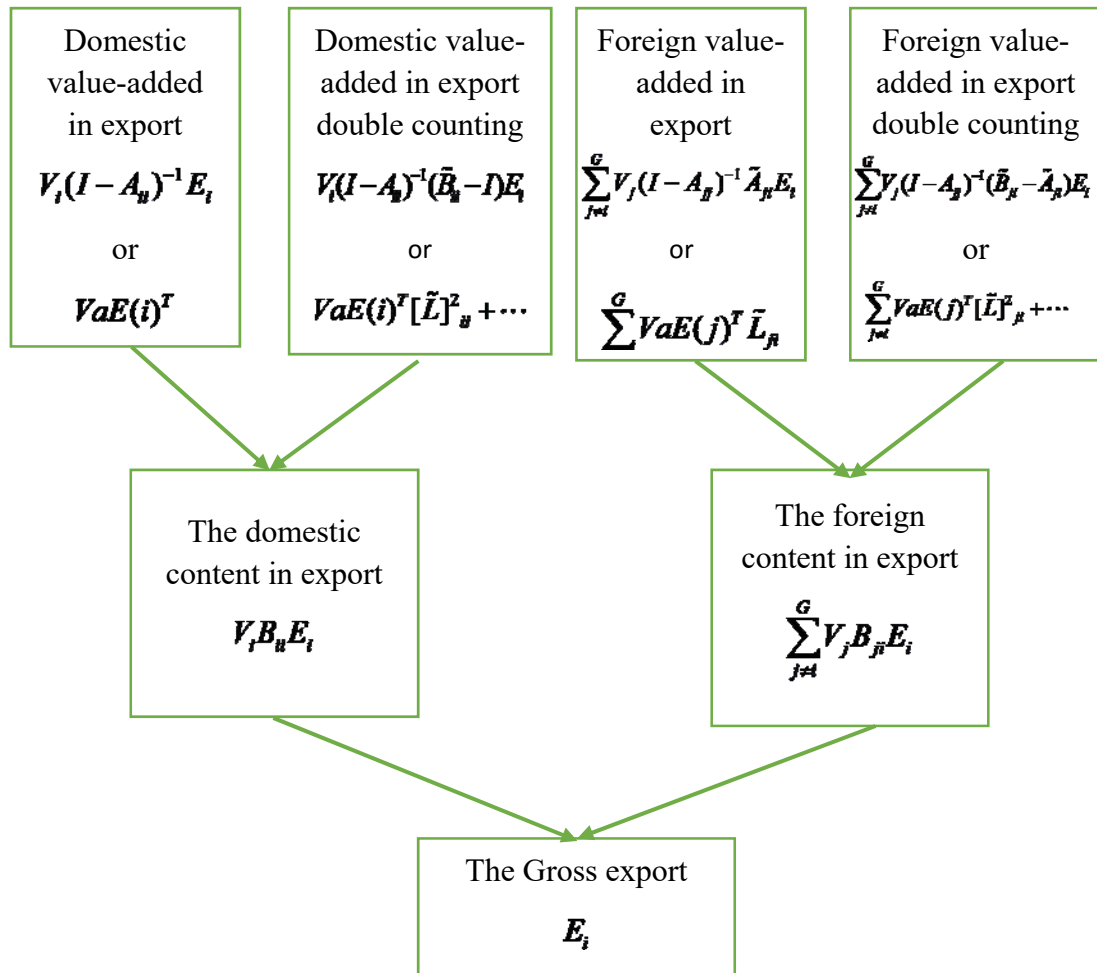 Domestic
value-added
in export
V_i(I − A_ii)^{-1} E_i
or
VaE(i)^T
Domestic value-
added in export
double counting
V_i(I − A_ii)^{-1}(B̃_ii − I)E_i
or
VaE(i)^T[L̃]^2_ii + ⋯
Foreign value-
added in
export
∑_{j≠i}^G V_j(I − A_jj)^{-1} Ã_ji E_i
or
∑^G VaE(j)^T L̃_ji
Foreign value-
added in export
double counting
∑_{j≠i}^G V_j(I − A_jj)^{-1}(B̃_ji − Ã_ji)E_i
or
∑_{j≠i}^G VaE(j)^T[L̃]^2_ji + ⋯
The domestic
content in export
V_i B_ii E_i
The foreign
content in export
∑_{j≠i}^G V_j B_ji E_i
The Gross export
E_i